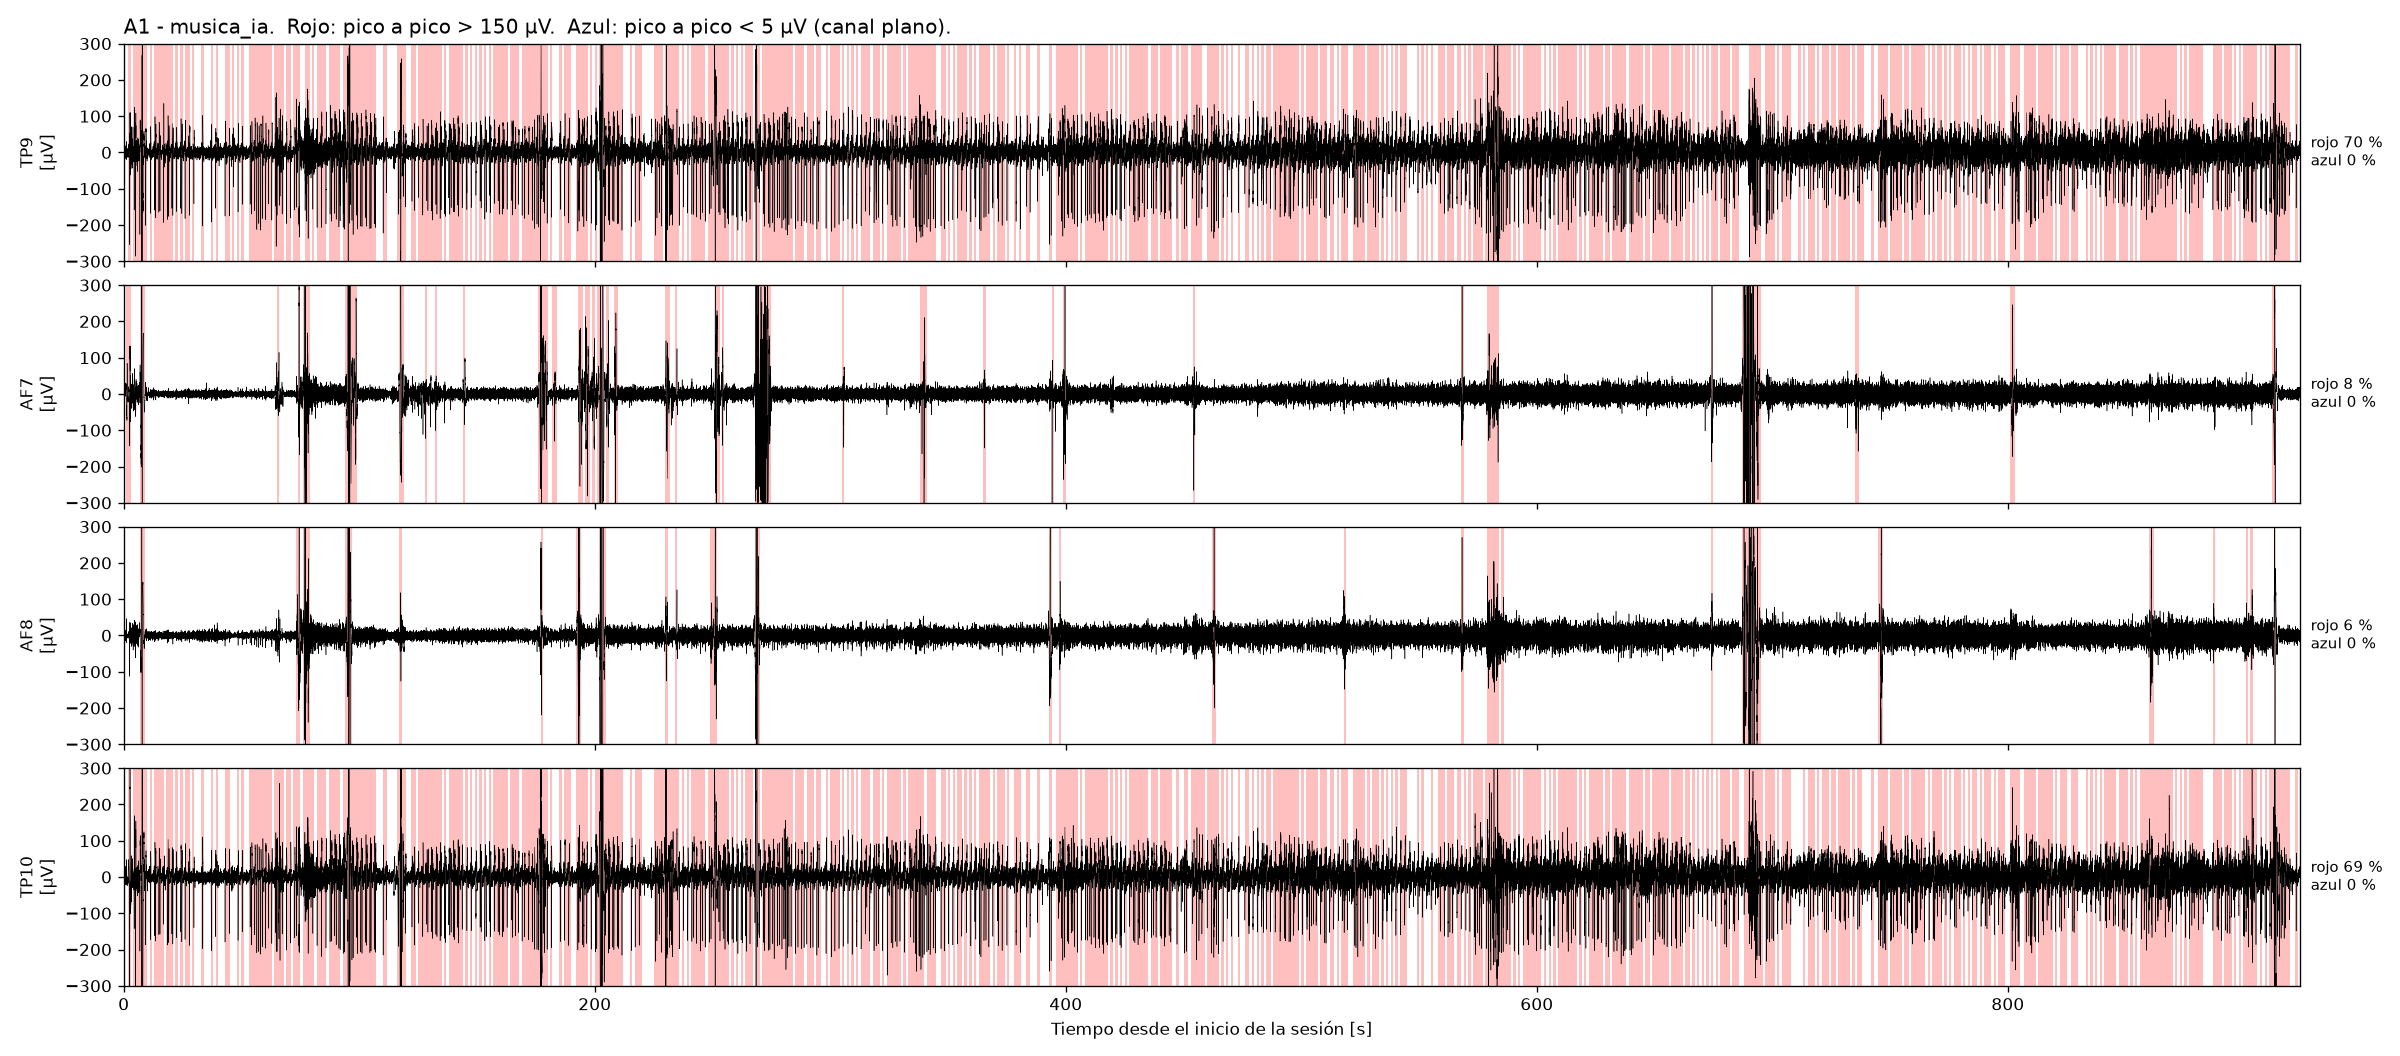 A1 - musica_ia.  Rojo: pico a pico > 150 µV.  Azul: pico a pico < 5 µV (canal plano).
300
200
100
0
−100
−200
−300
TP9
[µV]
rojo 70 %
azul 0 %
300
200
100
0
−100
−200
−300
AF7
[µV]
rojo 8 %
azul 0 %
300
200
100
0
−100
−200
−300
AF8
[µV]
rojo 6 %
azul 0 %
300
200
100
0
−100
−200
−300
TP10
[µV]
rojo 69 %
azul 0 %
0 200 400 600 800
Tiempo desde el inicio de la sesión [s]